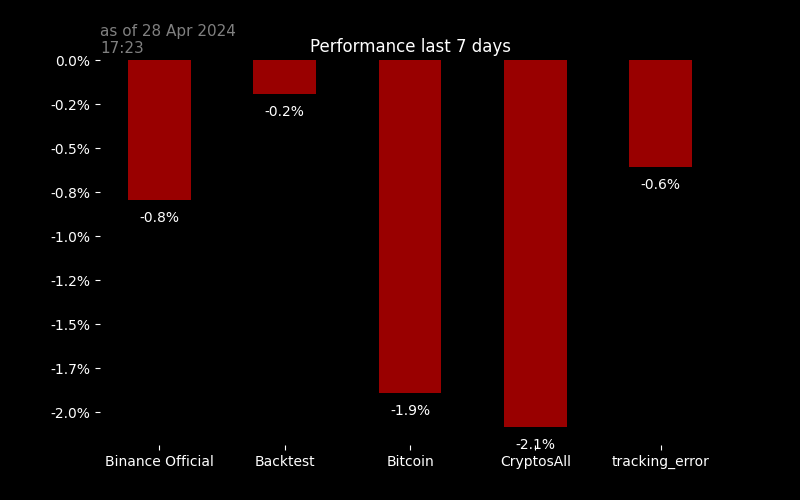 as of 28 Apr 2024
17:23
Performance last 7 days
0.0%
-0.2%
-0.5%
-0.8%
-1.0%
-1.2%
-1.5%
-1.7%
-2.0%
-0.8%
-0.2%
-1.9%
-2.1%
-0.6%
Binance Official
Backtest
Bitcoin
CryptosAll
tracking_error